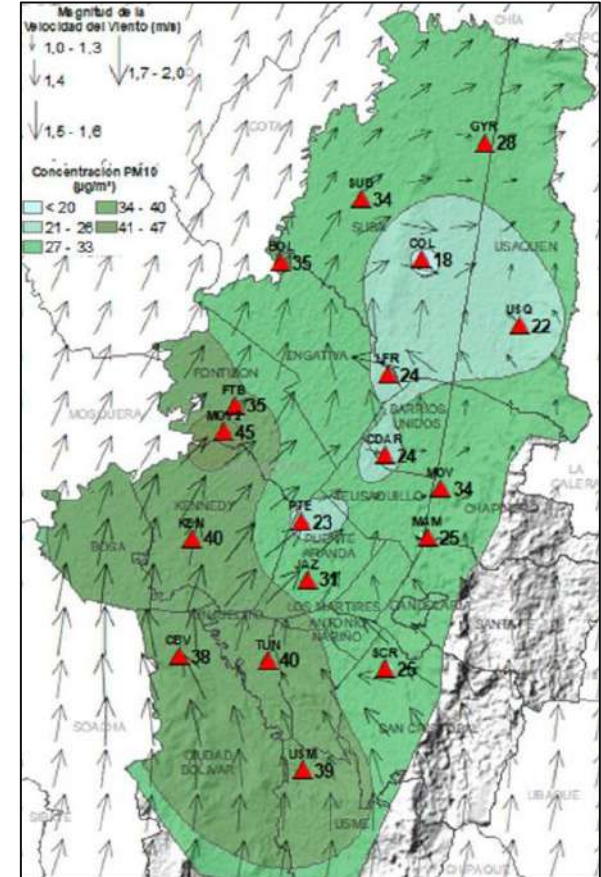 Magnitud de la
Velocidad del Viento (m/s)
1,0 - 1,3
1,4
1,7 - 2,0
1,5 - 1,6
Concentración PM10
(µg/m³)
< 20
34 - 40
21 - 26
41 - 47
27 - 33
CHÍA
COTA
GYR
28
SUB
34
SUBA
COL
18
USAQUEN
BOL
35
USQ
22
ENGATIVA
LFR
24
FONTIBON
FTB
35
MOSQUERA
45
BARRIOS
UNIDOS
CDAR
24
LA
CALERA
MOV
34
TEUSAQUILLO
CHAPINERO
KENNEDY
KEN
40
PTE
23
PUENTE
ARANDA
MAM
25
BOSA
JAZ
31
LOS MARTIRES
ANTONIO
NARIÑO
CANDELARIA
SANTA
CBV
38
TUN
40
SCR
25
SOACHA
SAN CRISTOBAL
CIUDAD
BOLIVAR
USM
39
USME
UBAQUE
SIBATE
CHIPAQUE